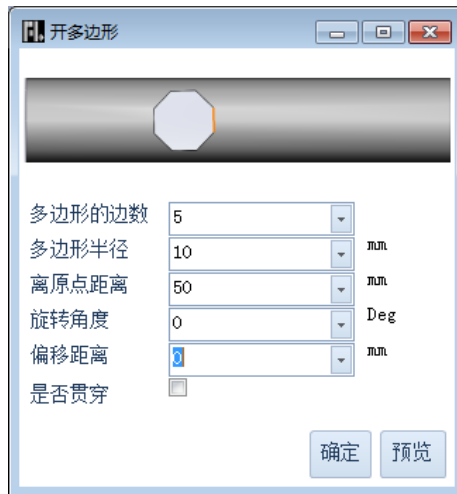 开多边形
多边形的边数 5
多边形半径 10 mm
离原点距离 50 mm
旋转角度 0 Deg
偏移距离 0 mm
是否贯穿
确定 预览